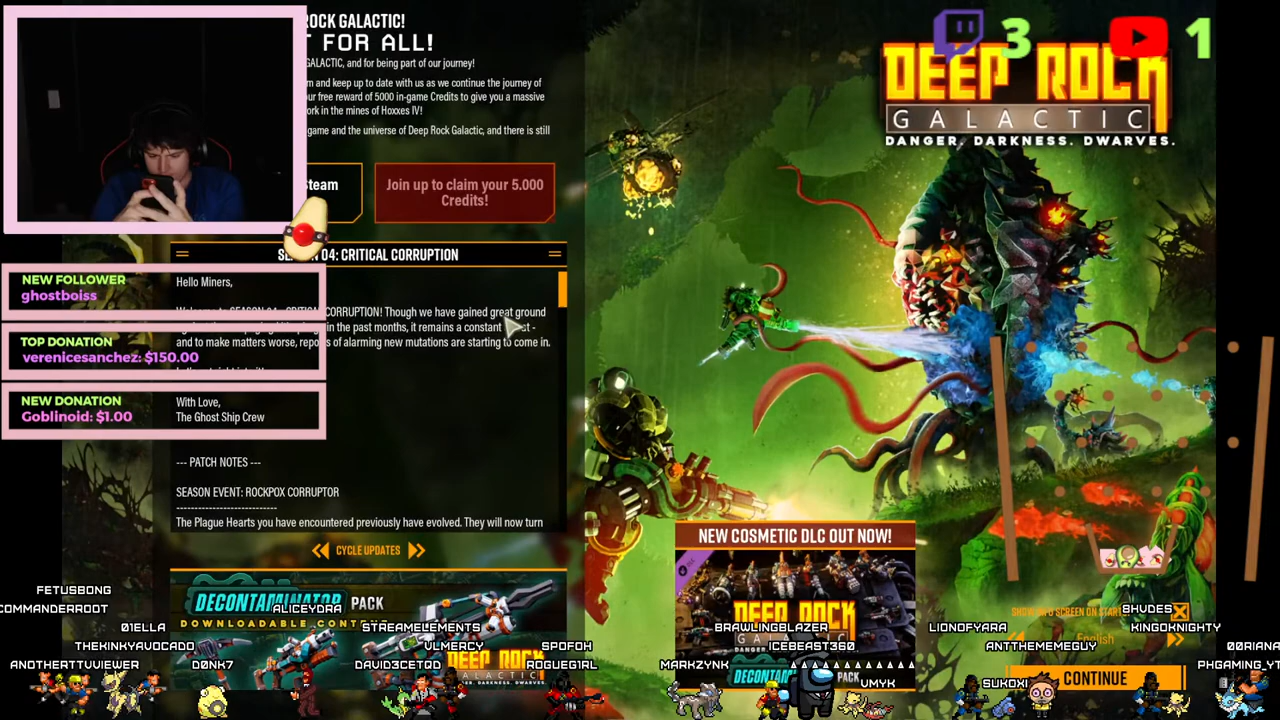 ROCK GALACTIC!
T FOR ALL!
GALACTIC, and for being part of our journey!
m and keep up to date with us as we continue the journey of
ur free reward of 5000 in-game Credits to give you a massive
ork in the mines of Hoxxes IV!
game and the universe of Deep Rock Galactic, and there is still
Steam
Join up to claim your 5.000
Credits!
3
1
DEEP ROCK
GALACTIC
DANGER. DARKNESS. DWARVES.
04: CRITICAL CORRUPTION
Hello Miners,
CORRUPTION! Though we have gained great ground
in the past months, it remains a constant
and to make matters worse, reports of alarming new mutations are starting to come in.
With Love,
The Ghost Ship Crew
--- PATCH NOTES ---
SEASON EVENT: ROCKPOX CORRUPTOR
----------------------------
The Plague Hearts you have encountered previously have evolved. They will now turn
CYCLE UPDATES
NEW FOLLOWER
ghostboiss
TOP DONATION
verenicesanchez: $150.00
NEW DONATION
Goblinoid: $1.00
NEW COSMETIC DLC OUT NOW!
DLC
DEEP ROCK
DECONTAMINATOR PACK
DOWNLOADABLE CONT
DEEP ROCK
PACK
English
CONTINUE
FETUSBONG
COMMANDERROOT
ALICEYDRA
01ELLA
STREAMELEMENTS
THEKINKYAVOCADO
VLMERCY
SPOFOH
ANOTHERTTVVIEWER
D0NK7
DAVID3CETQD
ROGUEG1RL
BRAWLINGBLAZER
ICEBEAST360
MARKZYNK
UMYK
8HUDES
LIONOFYARA
KINGOKNIGHTY
ANTTHEMEMEGUY
00RIANA
PHGAMING_YT
SUKOXI